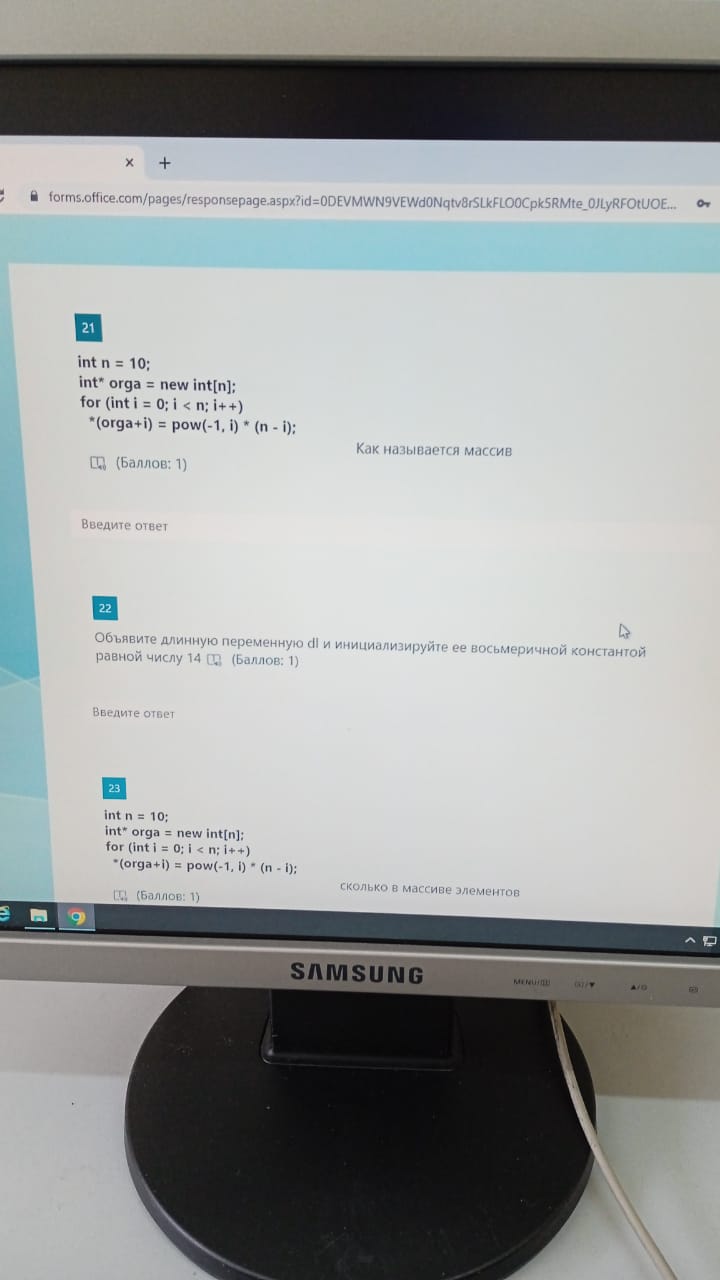 forms.office.com/pages/responsepage.aspx?id=0DEVMWN9VEWd0Nqtv8rSLkFLO0Cpk5RMte_0JLyRFOtUOE...
21
int n = 10;
int* orga = new int[n];
for (int i = 0; i < n; i++)
*(orga+i) = pow(-1, i) * (n - i);
Как называется массив
(Баллов: 1)
Введите ответ
22
Объявите длинную переменную dl и инициализируйте ее восьмеричной константой
равной числу 14 (Баллов: 1)
Введите ответ
23
int n = 10;
int* orga = new int[n];
for (int i = 0; i < n; i++)
*(orga+i) = pow(-1, i) * (n - i);
сколько в массиве элементов
(Баллов: 1)
SAMSUNG
MENU/